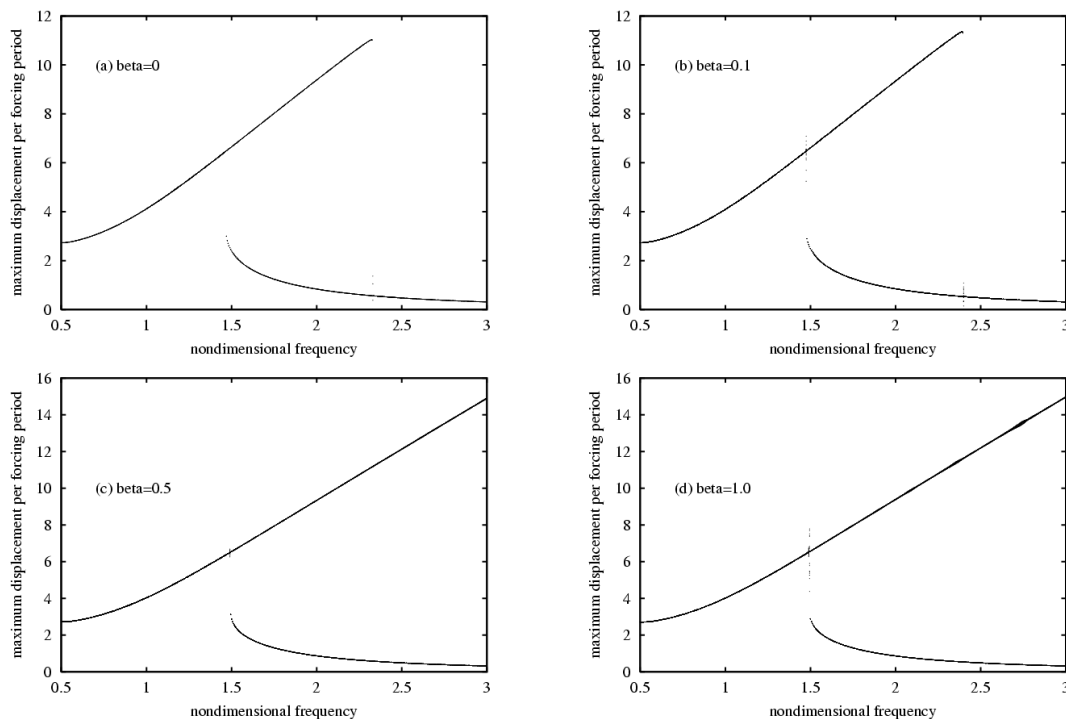 12
10
8
6
4
2
0
0.5 1 1.5 2 2.5 3
nondimensional frequency
maximum displacement per forcing period
(a) beta=0
12
10
8
6
4
2
0
0.5 1 1.5 2 2.5 3
nondimensional frequency
maximum displacement per forcing period
(b) beta=0.1
16
14
12
10
8
6
4
2
0
0.5 1 1.5 2 2.5 3
nondimensional frequency
maximum displacement per forcing period
(c) beta=0.5
16
14
12
10
8
6
4
2
0
0.5 1 1.5 2 2.5 3
nondimensional frequency
maximum displacement per forcing period
(d) beta=1.0